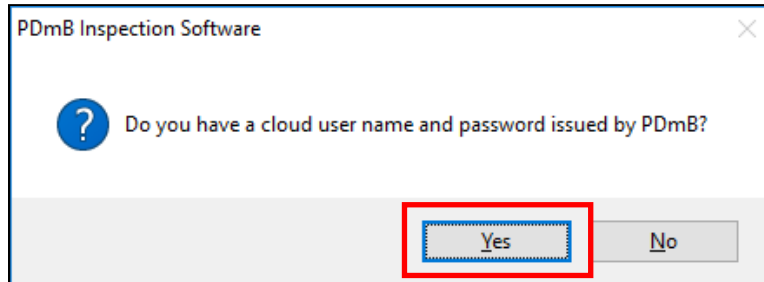 PDmB Inspection Software
Do you have a cloud user name and password issued by PDmB?
Yes No